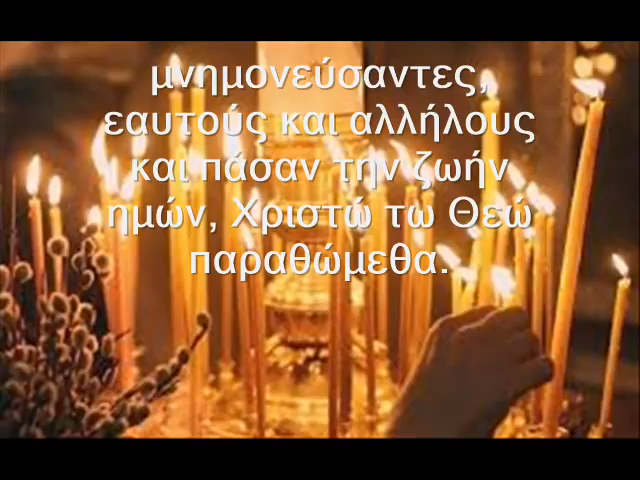 μνημονεύσαντες,
εαυτούς και αλλήλους
και πάσαν την ζωήν
ημών, Χριστώ τω Θεώ
παραθώμεθα.